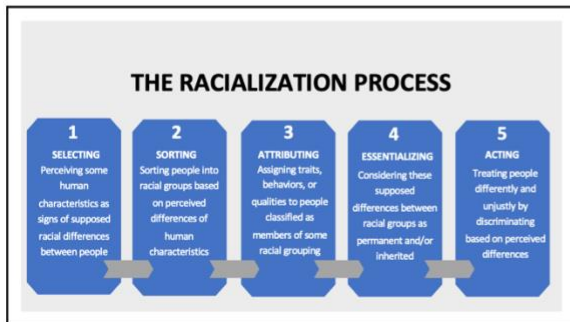 THE RACIALIZATION PROCESS
1
SELECTING
Perceiving some
human
characteristics as
signs of supposed
racial differences
between people
2
SORTING
Sorting people into
racial groups based
on perceived
differences of
human
characteristics
3
ATTRIBUTING
Assigning traits,
behaviors, or
qualities to people
classified as
members of some
racial grouping
4
ESSENTIALIZING
Considering these
supposed
differences between
racial groups as
permanent and/or
inherited
5
ACTING
Treating people
differently and
unjustly by
discriminating
based on perceived
differences